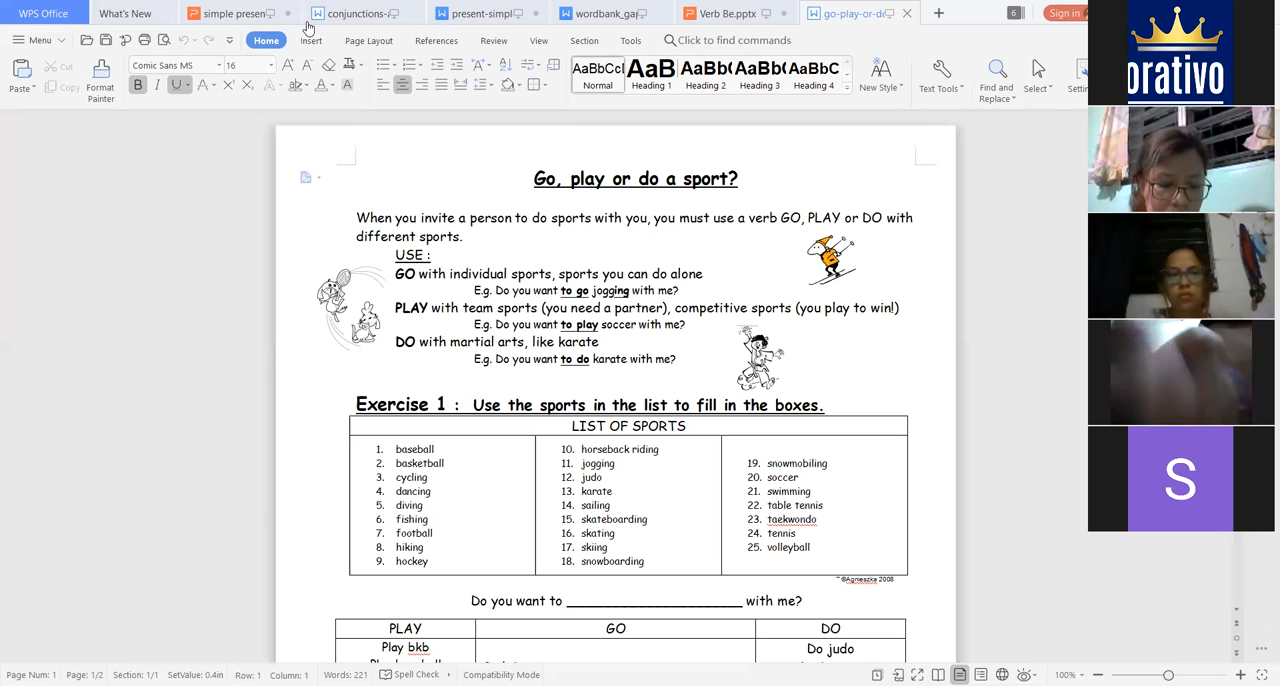 WPS Office What's New simple presen conjunctions- present-simpl wordbank_gap Verb Be.pptx go-play-or-do 6 Sign in
Menu Home Insert Page Layout References Review View Section Tools Click to find commands
Paste Cut Copy Format Painter Comic Sans MS 16 AaBbCcI Normal AaB Heading 1 AaBb( Heading 2 AaBb( Heading 3 AaBbC Heading 4 New Style Text Tools Find and Replace Select
orativo
Go, play or do a sport?
When you invite a person to do sports with you, you must use a verb GO, PLAY or DO with
different sports.
USE :
GO with individual sports, sports you can do alone
E.g. Do you want to go jogging with me?
PLAY with team sports (you need a partner), competitive sports (you play to win!)
E.g. Do you want to play soccer with me?
DO with martial arts, like karate
E.g. Do you want to do karate with me?
Exercise 1 : Use the sports in the list to fill in the boxes.
LIST OF SPORTS
1. baseball
2. basketball
3. cycling
4. dancing
5. diving
6. fishing
7. football
8. hiking
9. hockey
10. horseback riding
11. jogging
12. judo
13. karate
14. sailing
15. skateboarding
16. skating
17. skiing
18. snowboarding
19. snowmobiling
20. soccer
21. swimming
22. table tennis
23. taekwondo
24. tennis
25. volleyball
©Agnieszka 2008
Do you want to ______________________ with me?
PLAY GO DO
Play bkb Do judo
S
Page Num: 1 Page: 1/2 Section: 1/1 SetValue: 0.4in Row: 1 Column: 1 Words: 221 Spell Check Compatibility Mode 100%